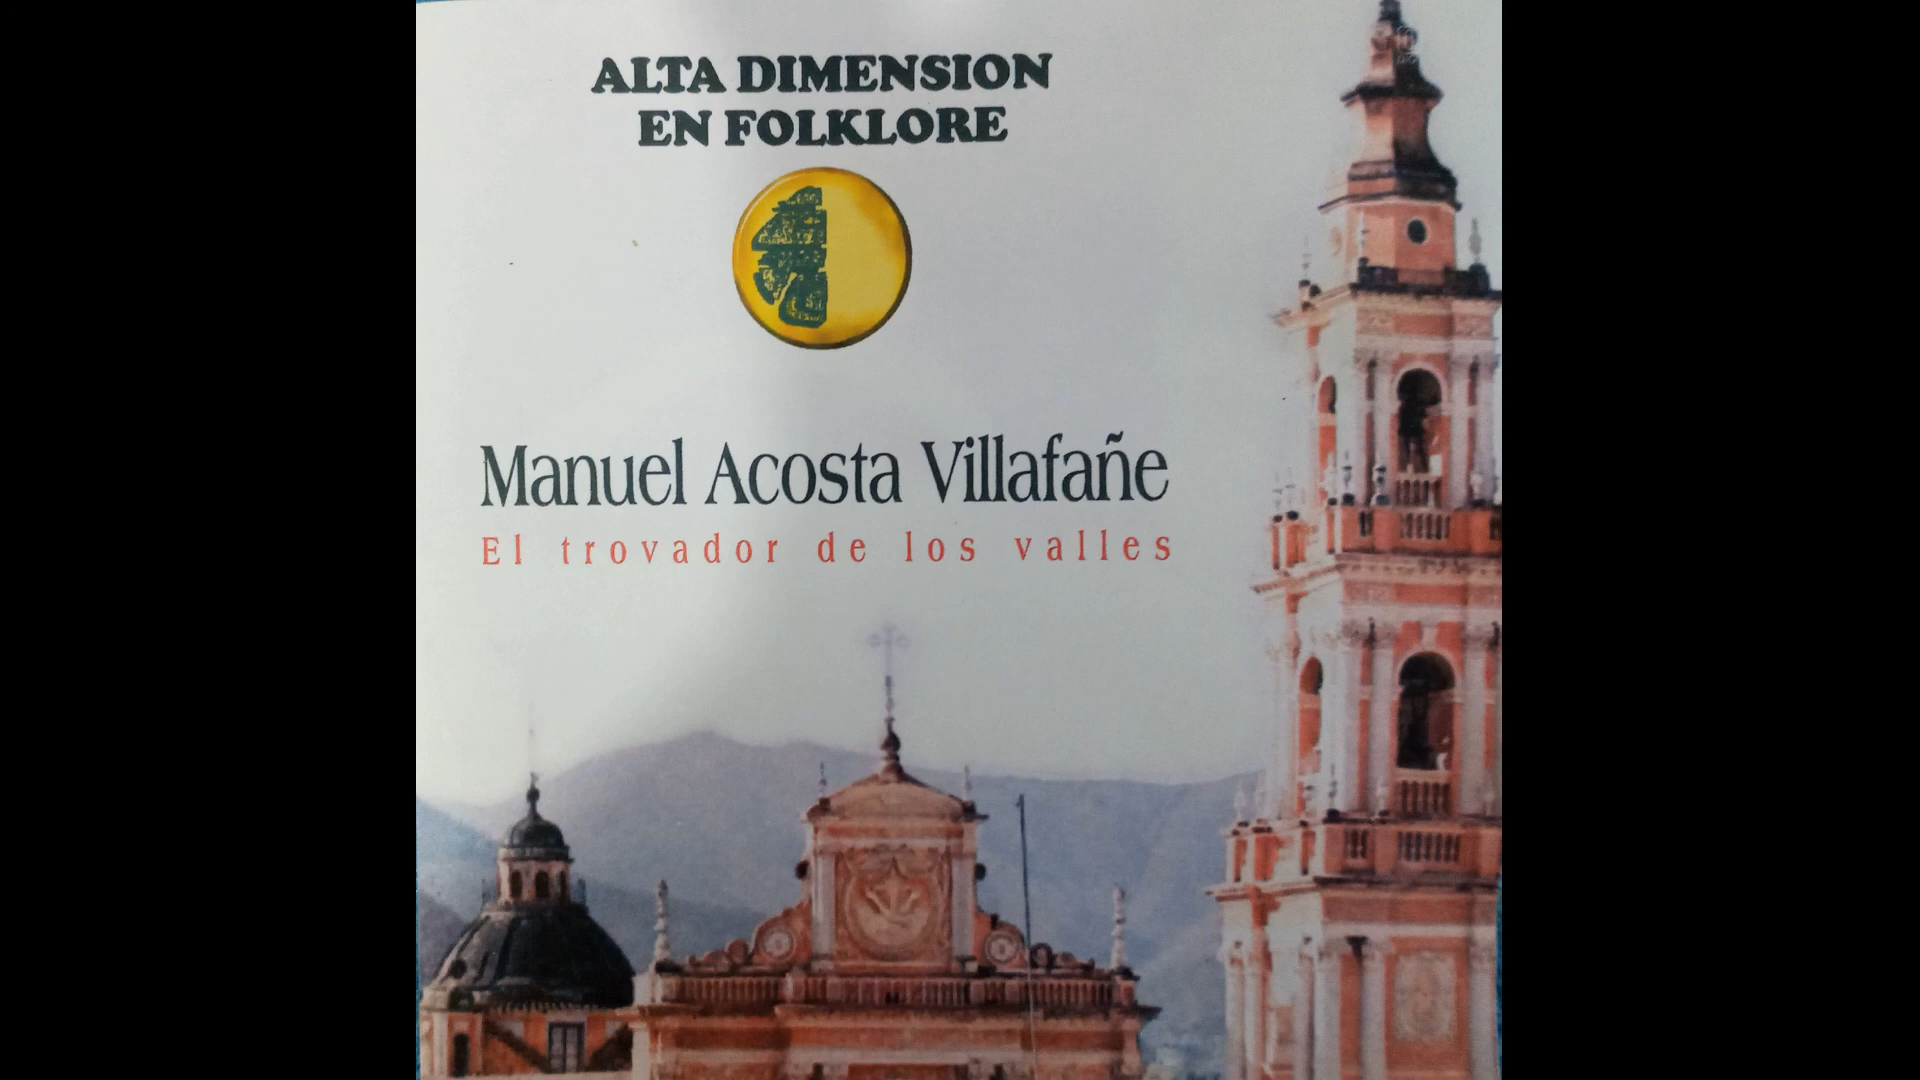 ALTA DIMENSION
EN FOLKLORE
Manuel Acosta Villafañe
El trovador de los valles